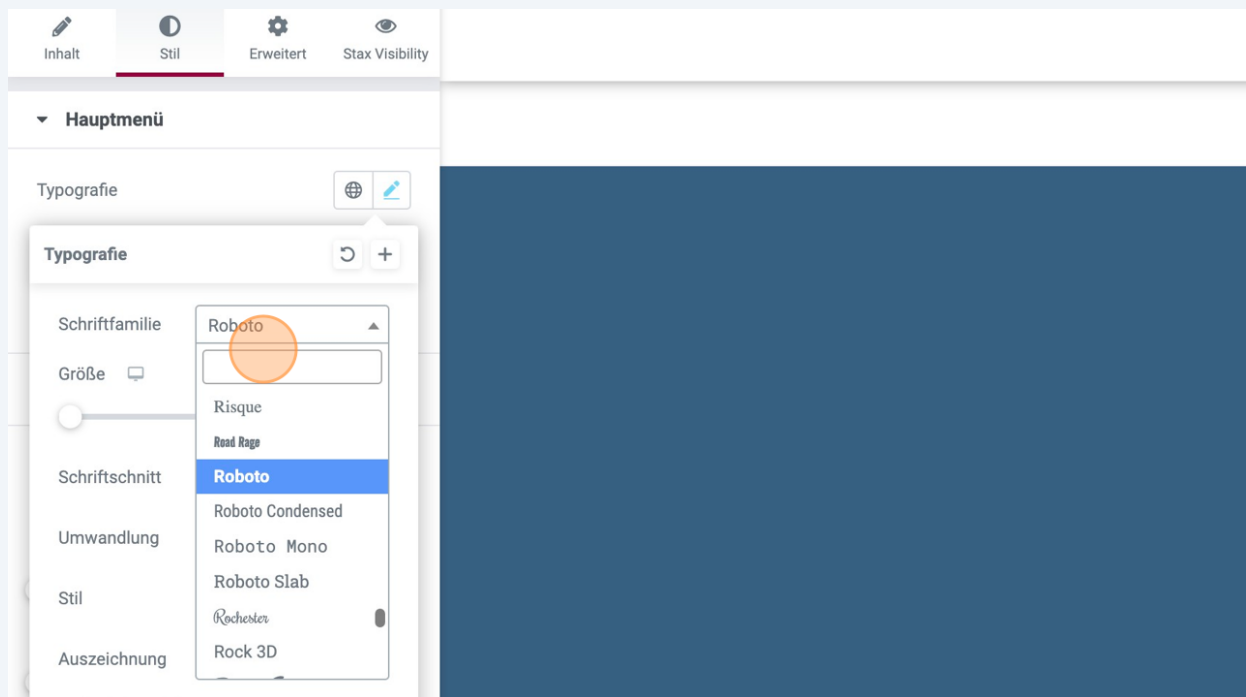 Inhalt Stil Erweitert Stax Visibility
Hauptmenü
Typografie
Typografie
Schriftfamilie Roboto
Größe
Risque
Road Rage
Roboto
Schriftschnitt
Roboto Condensed
Umwandlung
Roboto Mono
Roboto Slab
Stil
Rochester
Rock 3D
Auszeichnung